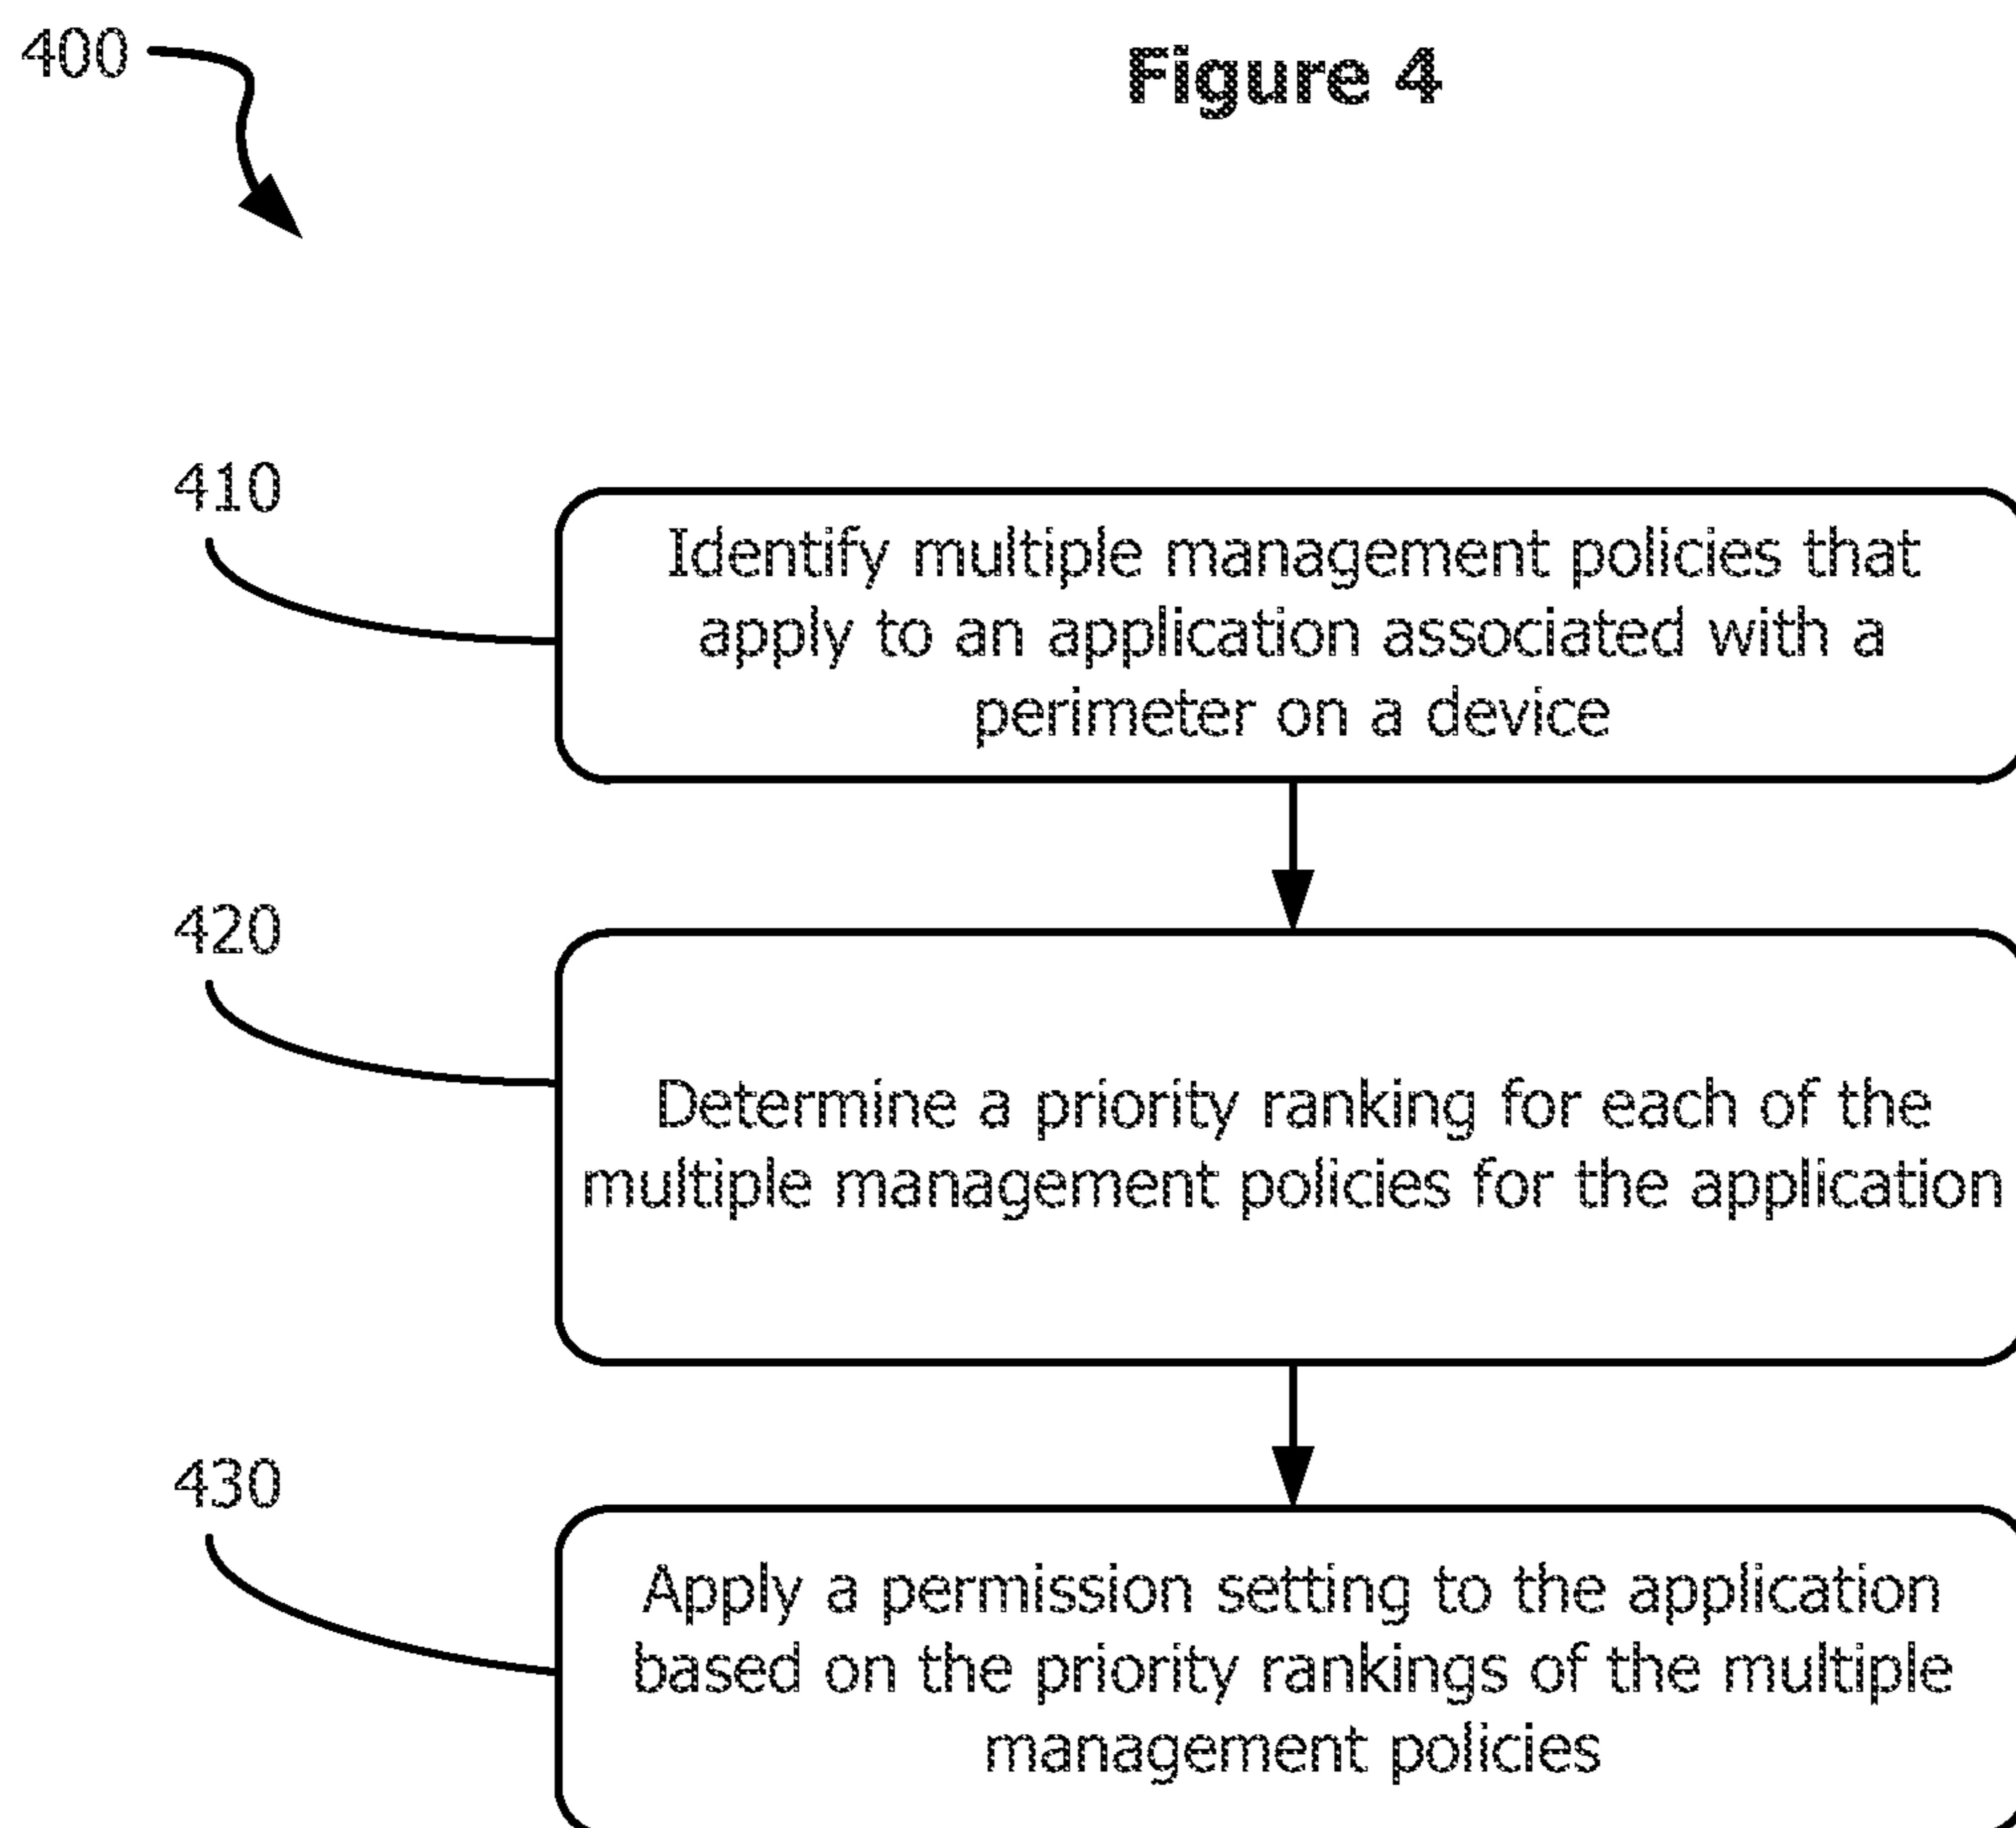 400
Figure 4
410
Identify multiple management policies that
apply to an application associated with a
perimeter on a device
420
Determine a priority ranking for each of the
multiple management policies for the application
430
Apply a permission setting to the application
based on the priority rankings of the multiple
management policies